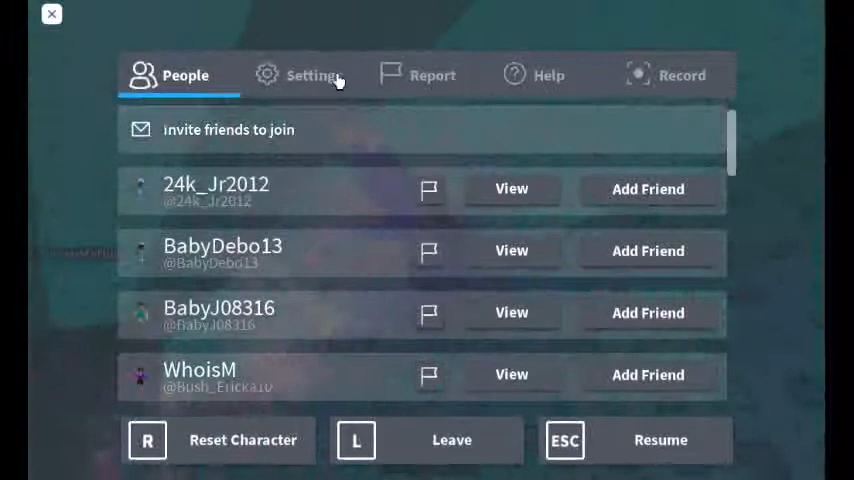 People
Settings
Report
Help
Record
Invite friends to join
24k_Jr2012
@24k_Jr2012
View
Add Friend
BabyDebo13
@BabyDebo13
View
Add Friend
BabyJ08316
@BabyJ08316
View
Add Friend
WhoisM
@Bush_Ericka10
View
Add Friend
R
Reset Character
L
Leave
ESC
Resume